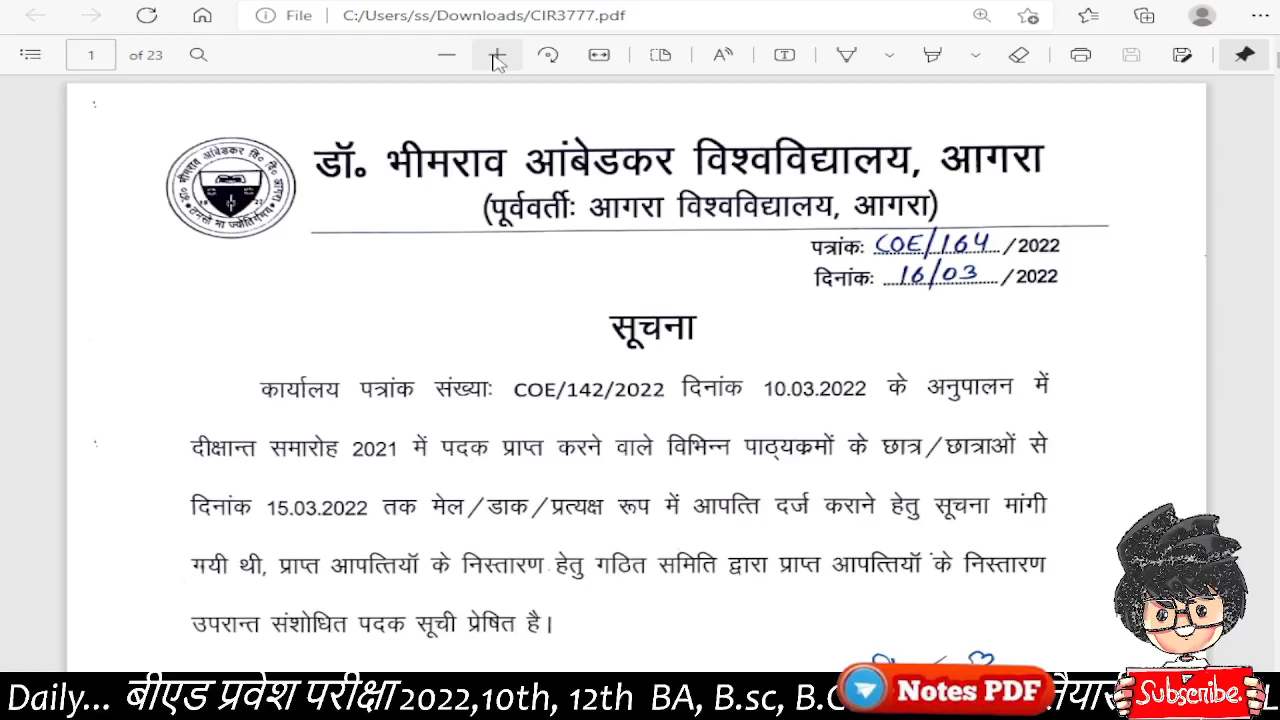 File C:/Users/ss/Downloads/CIR3777.pdf
1 of 23
डॉ० भीमराव आंबेडकर विश्वविद्यालय, आगरा
(पूर्ववर्तीः आगरा विश्वविद्यालय, आगरा)
पत्रांकः COE/164 /2022
दिनांकः 16/03 /2022
सूचना
कार्यालय पत्रांक संख्याः COE/142/2022 दिनांक 10.03.2022 के अनुपालन में
दीक्षान्त समारोह 2021 में पदक प्राप्त करने वाले विभिन्न पाठ्यकमों के छात्र/छात्राओं से
दिनांक 15.03.2022 तक मेल/डाक/प्रत्यक्ष रूप में आपत्ति दर्ज कराने हेतु सूचना मांगी
गयी थी, प्राप्त आपत्तियॉ के निस्तारण हेतु गठित समिति द्वारा प्राप्त आपत्तियॉ के निस्तारण
उपरान्त संशोधित पदक सूची प्रेषित है।
Daily... बीएड प्रवेश परीक्षा 2022,10th, 12th BA, B.sc, B.C
Notes PDF
Subscribe.